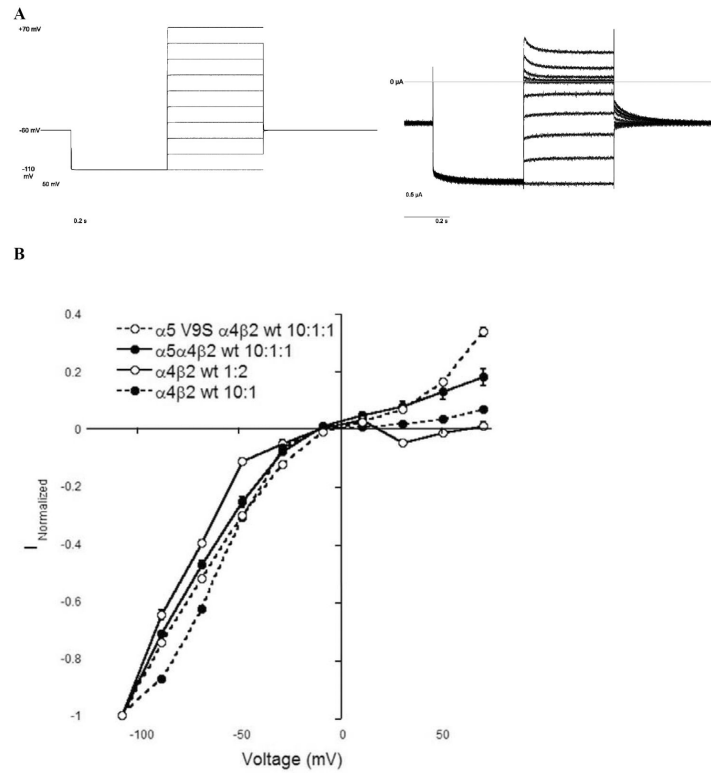 A
+70 mV
-60 mV
-110
mV
50 mV
0.2 s
0 µA
0.5 µA
0.2 s
B
0.4
0.2
0
-0.2
-0.4
-0.6
-0.8
-1
I Normalized
α5 V9S α4β2 wt 10:1:1
α5α4β2 wt 10:1:1
α4β2 wt 1:2
α4β2 wt 10:1
-100
-50
0
50
Voltage (mV)